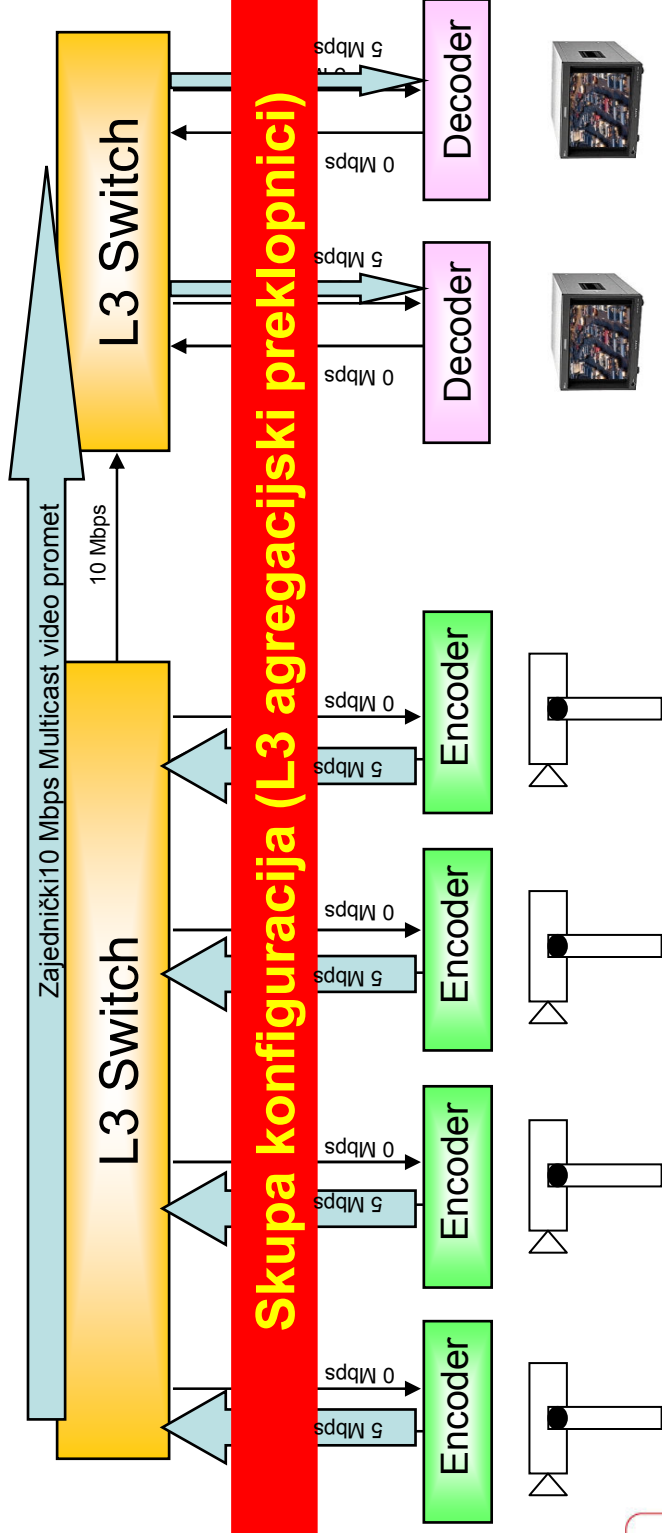 Zajednički10 Mbps Multicast video promet
L3 Switch
L3 Switch
10 Mbps
5 Mbps
0 Mbps
5 Mbps
0 Mbps
5 Mbps
0 Mbps
5 Mbps
0 Mbps
0 Mbps
5 Mbps
0 Mbps
5 Mbps
Skupa konfiguracija (L3 agregacijski preklopnici)
Encoder
Encoder
Encoder
Encoder
Decoder
Decoder